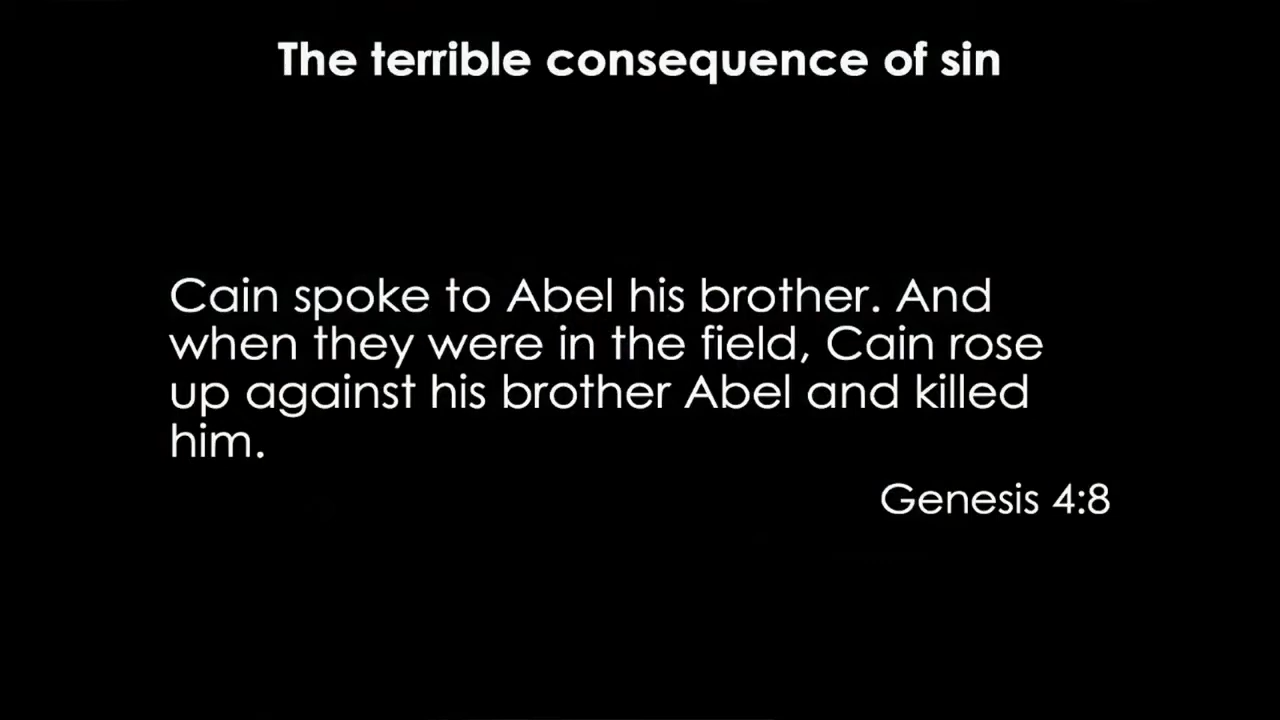 The terrible consequence of sin
Cain spoke to Abel his brother. And
when they were in the field, Cain rose
up against his brother Abel and killed
him.
Genesis 4:8